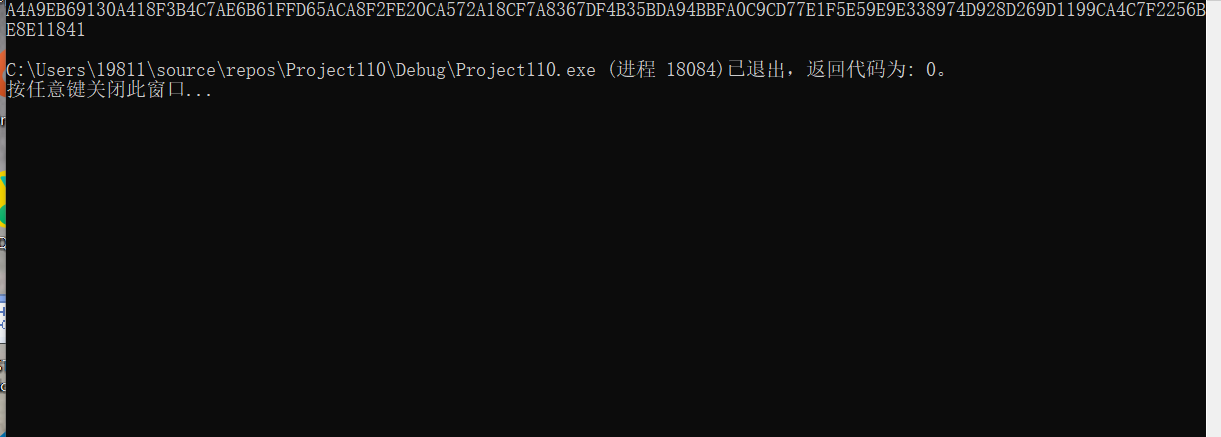 A4A9EB69130A418F3B4C7AE6B61FFD65ACA8F2FE20CA572A18CF7A8367DF4B35BDA94BBFA0C9CD77E1F5E59E9E338974D928D269D1199CA4C7F2256B
E8E11841
C:\Users\19811\source\repos\Project110\Debug\Project110.exe (进程 18084)已退出，返回代码为: 0。
按任意键关闭此窗口...